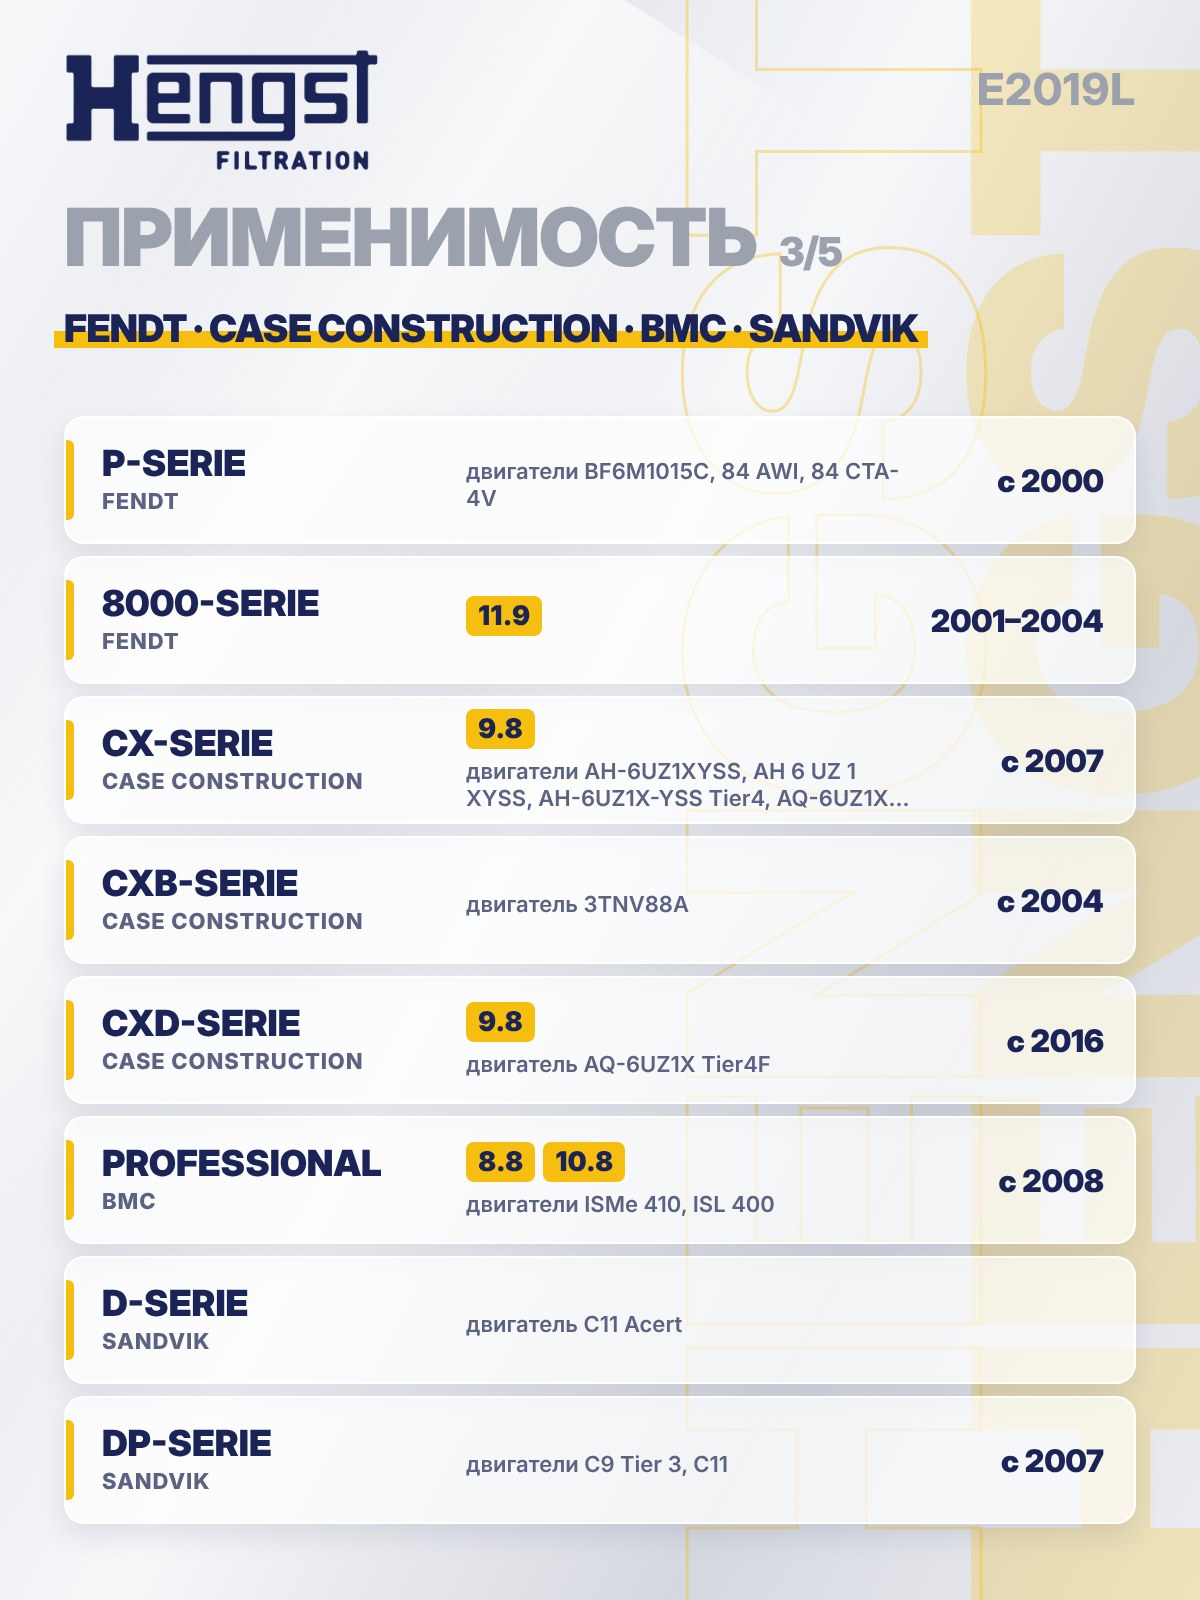 Hengst
FILTRATION
E2019L
ПРИМЕНИМОСТЬ 3/5
FENDT · CASE CONSTRUCTION · BMC · SANDVIK
P-SERIE
FENDT
двигатели BF6M1015C, 84 AWI, 84 CTA-
4V
с 2000
8000-SERIE
FENDT
11.9
2001–2004
CX-SERIE
CASE CONSTRUCTION
9.8
двигатели AH-6UZ1XYSS, AH 6 UZ 1
XYSS, AH-6UZ1X-YSS Tier4, AQ-6UZ1X...
с 2007
CXB-SERIE
CASE CONSTRUCTION
двигатель 3TNV88A
с 2004
CXD-SERIE
CASE CONSTRUCTION
9.8
двигатель AQ-6UZ1X Tier4F
с 2016
PROFESSIONAL
BMC
8.8 10.8
двигатели ISMe 410, ISL 400
с 2008
D-SERIE
SANDVIK
двигатель C11 Acert
DP-SERIE
SANDVIK
двигатели C9 Tier 3, C11
с 2007
HENGST
HENGST